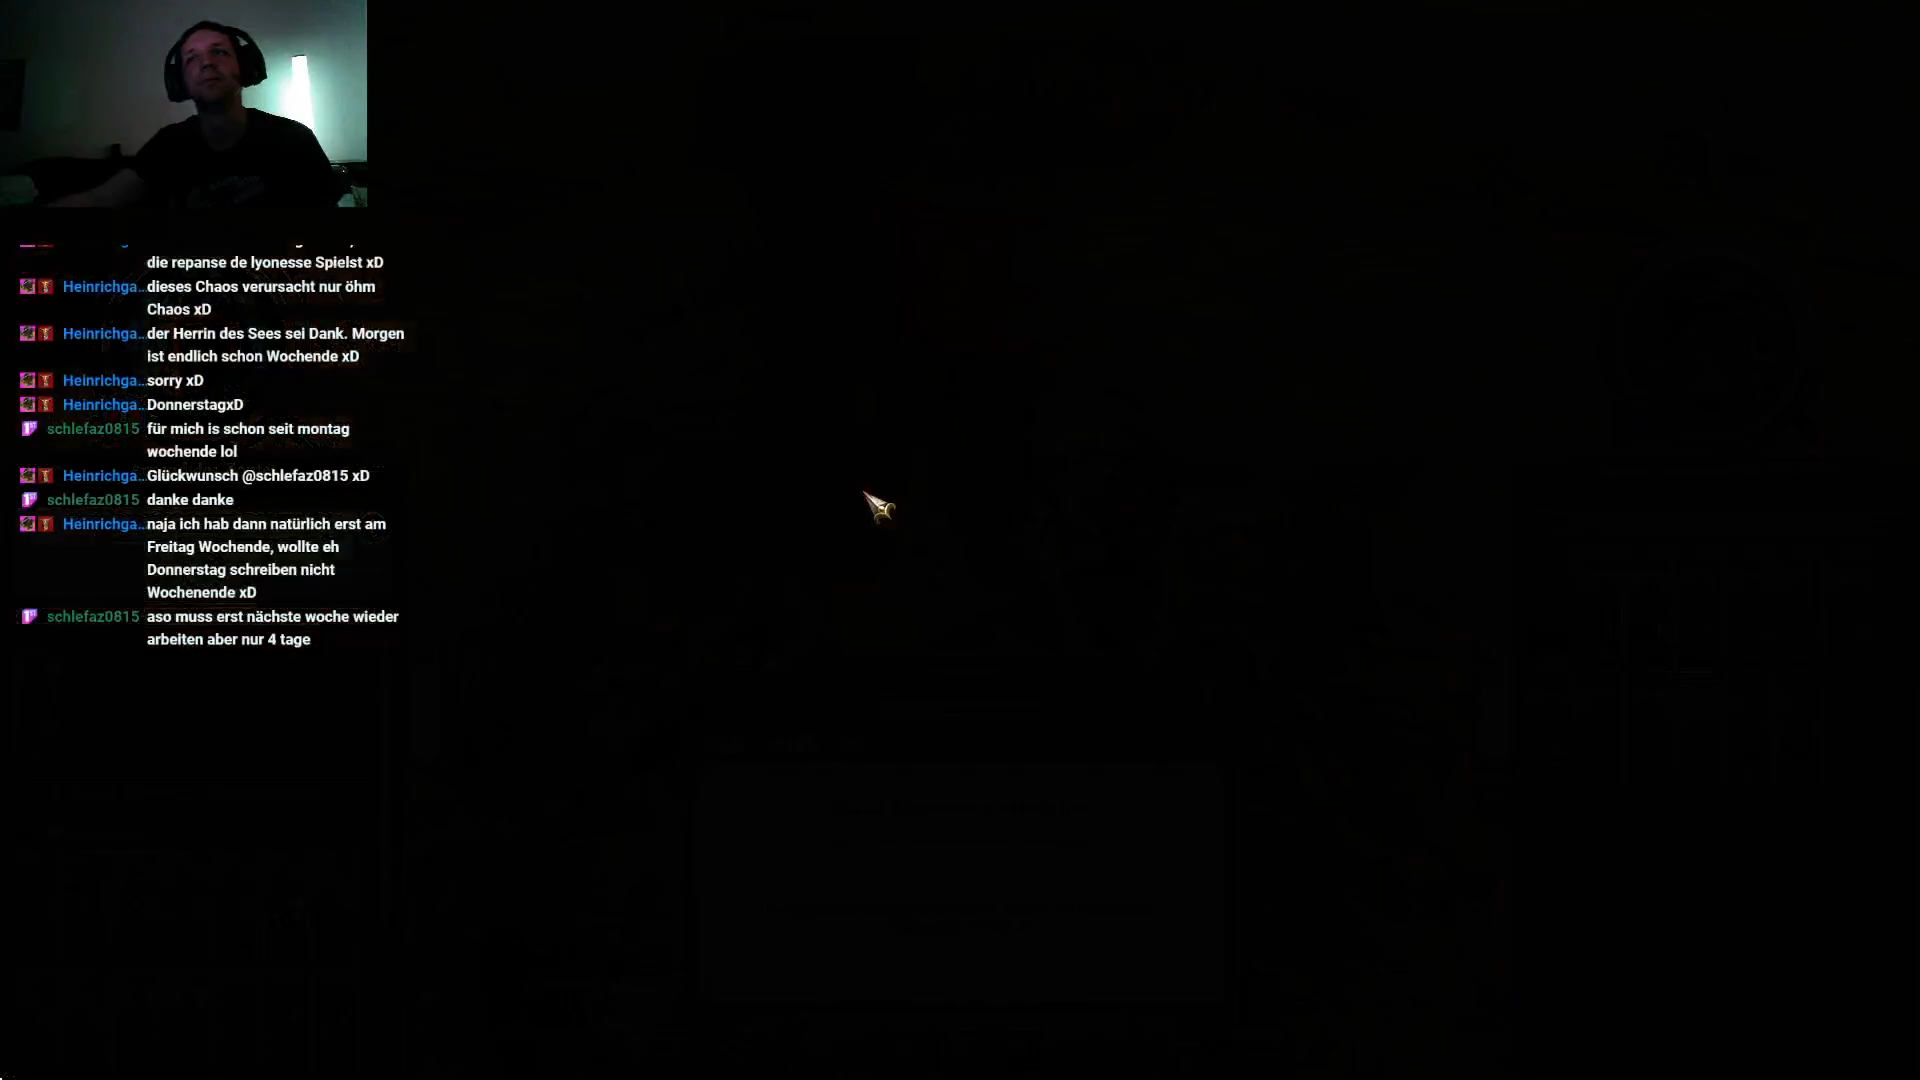 die repanse de lyonesse Spielst xD
Heinrichga... dieses Chaos verursacht nur öhm
Chaos xD
Heinrichga... der Herrin des Sees sei Dank. Morgen
ist endlich schon Wochende xD
Heinrichga... sorry xD
Heinrichga... DonnerstagxD
schlefaz0815 für mich is schon seit montag
wochende lol
Heinrichga... Glückwunsch @schlefaz0815 xD
schlefaz0815 danke danke
Heinrichga... naja ich hab dann natürlich erst am
Freitag Wochende, wollte eh
Donnerstag schreiben nicht
Wochenende xD
schlefaz0815 aso muss erst nächste woche wieder
arbeiten aber nur 4 tage